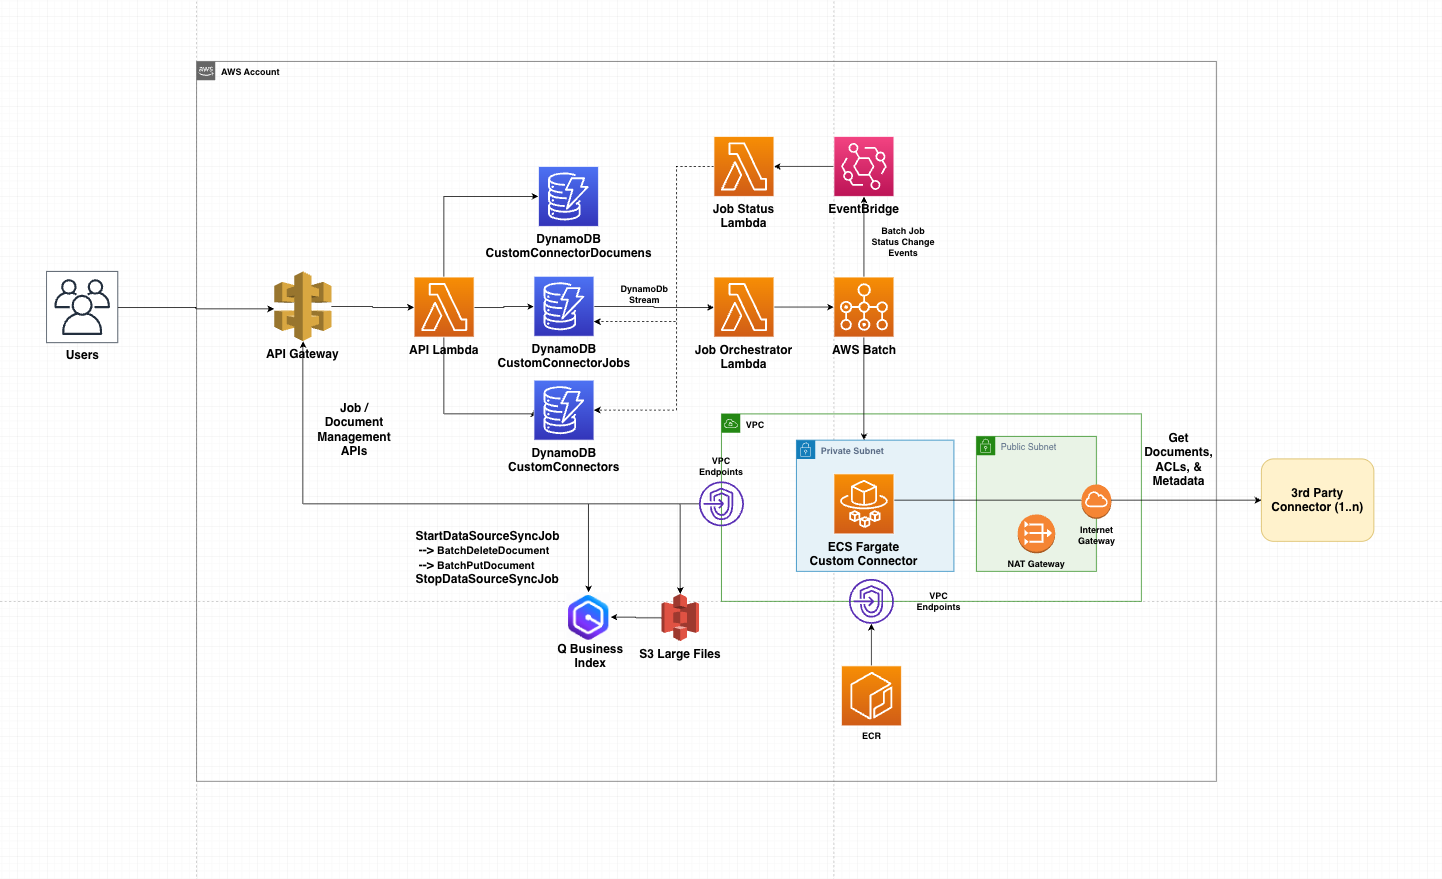 aws
AWS Account
Job Status
Lambda
EventBridge
Batch Job
Status Change
Events
DynamoDB
CustomConnectorDocumens
Users
API Gateway
API Lambda
DynamoDb
Stream
DynamoDB
CustomConnectorJobs
Job Orchestrator
Lambda
AWS Batch
Job /
Document
Management
APIs
DynamoDB
CustomConnectors
VPC
VPC
Endpoints
Private Subnet
Public Subnet
Get
Documents,
ACLs, &
Metadata
3rd Party
Connector (1..n)
ECS Fargate
Custom Connector
Internet
Gateway
NAT Gateway
StartDataSourceSyncJob
--> BatchDeleteDocument
--> BatchPutDocument
StopDataSourceSyncJob
VPC
Endpoints
Q Business
Index
S3 Large Files
ECR